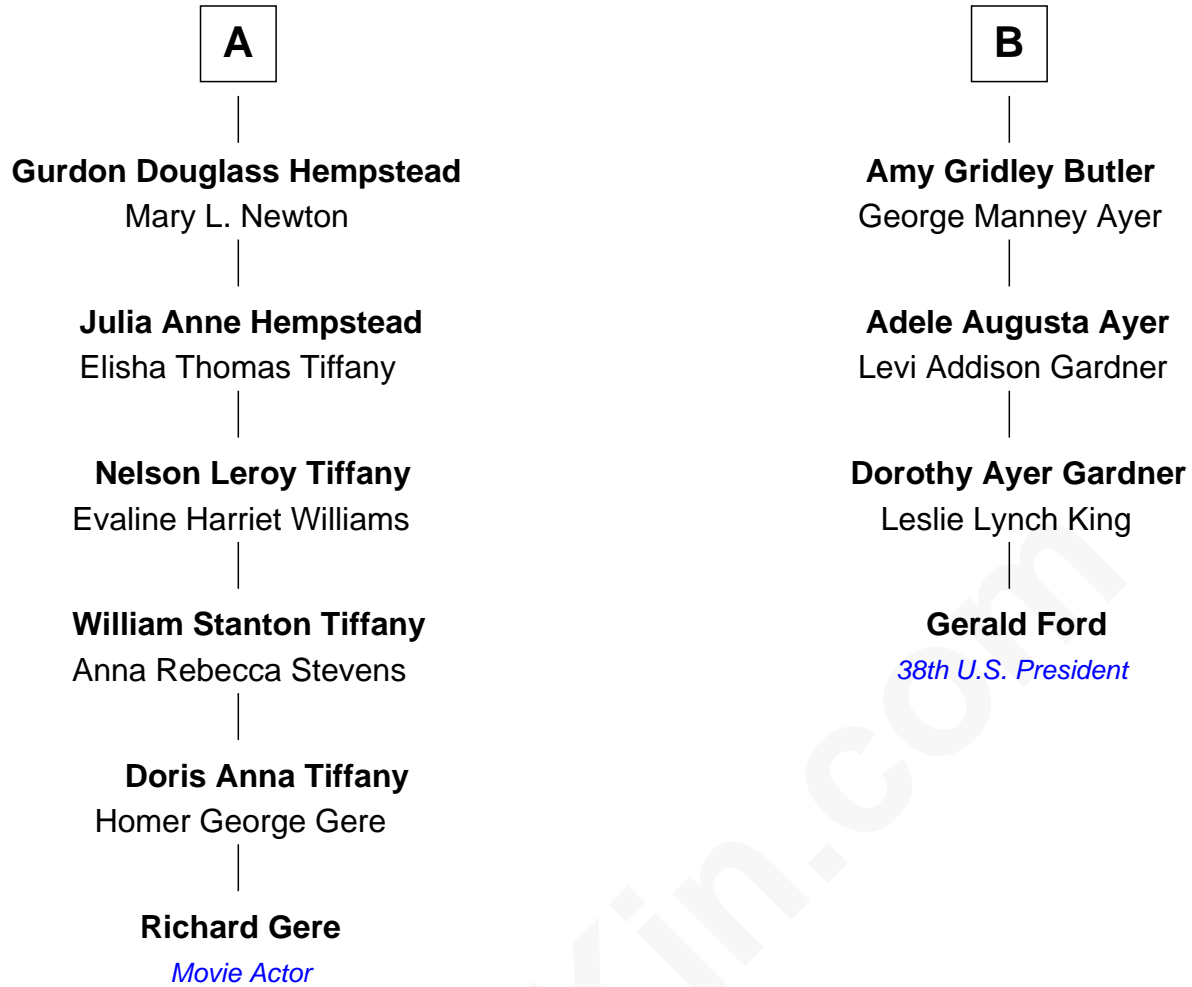 A
Gurdon Douglass Hempstead
Mary L. Newton
Julia Anne Hempstead
Elisha Thomas Tiffany
Nelson Leroy Tiffany
Evaline Harriet Williams
William Stanton Tiffany
Anna Rebecca Stevens
Doris Anna Tiffany
Homer George Gere
Richard Gere
Movie Actor
B
Amy Gridley Butler
George Manney Ayer
Adele Augusta Ayer
Levi Addison Gardner
Dorothy Ayer Gardner
Leslie Lynch King
Gerald Ford
38th U.S. President
Kin.com